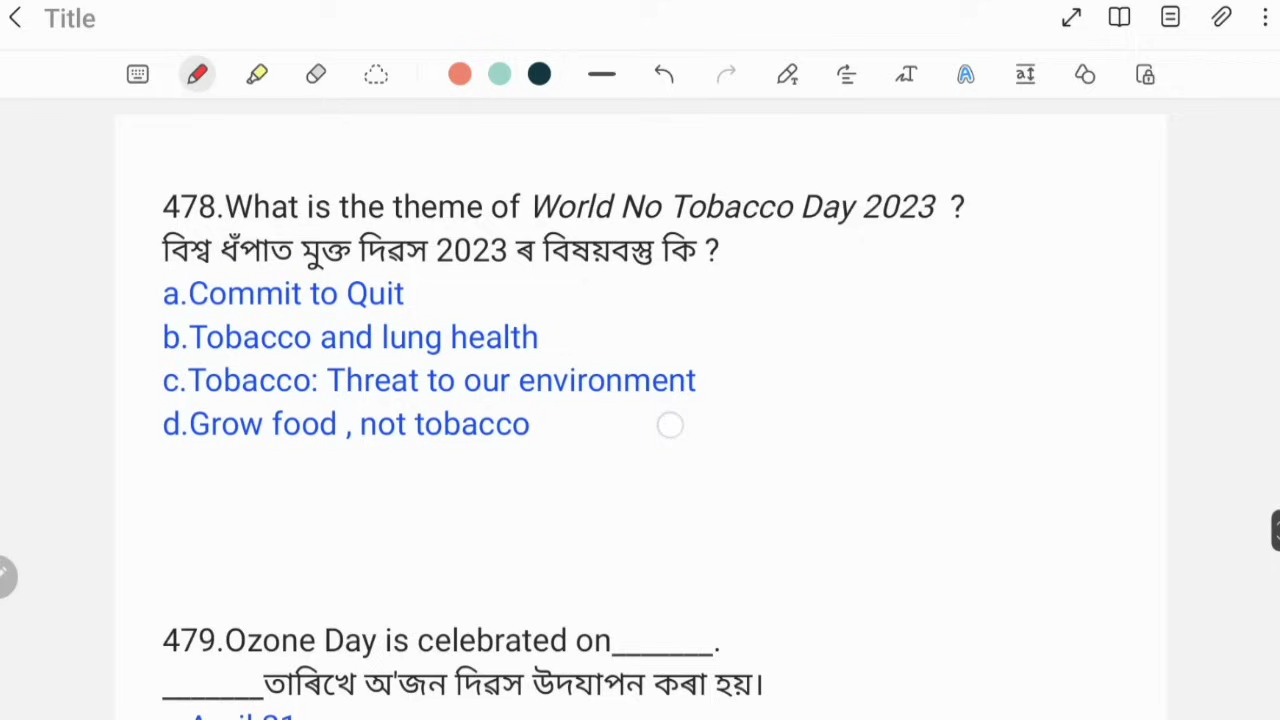 Title
478.What is the theme of World No Tobacco Day 2023 ?
বিশ্ব ধঁপাত মুক্ত দিৱস 2023 ৰ বিষয়বস্তু কি ?
a.Commit to Quit
b.Tobacco and lung health
c.Tobacco: Threat to our environment
d.Grow food , not tobacco
479.Ozone Day is celebrated on_______.
_______তাৰিখে অ'জন দিৱস উদযাপন কৰা হয়।